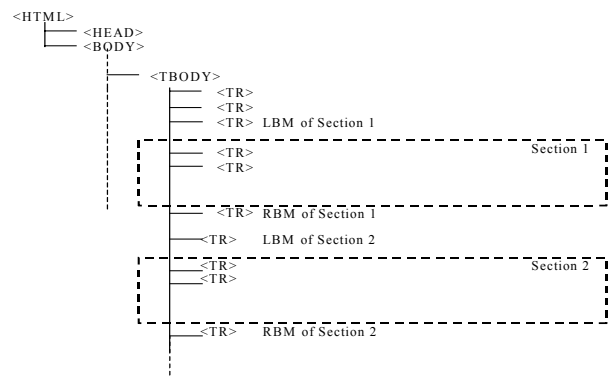 <HTML>
<HEAD>
<BODY>
<TBODY>
<TR>
<TR>
<TR> LBM of Section 1
Section 1
<TR>
<TR>
<TR> RBM of Section 1
<TR> LBM of Section 2
Section 2
<TR>
<TR>
<TR> RBM of Section 2